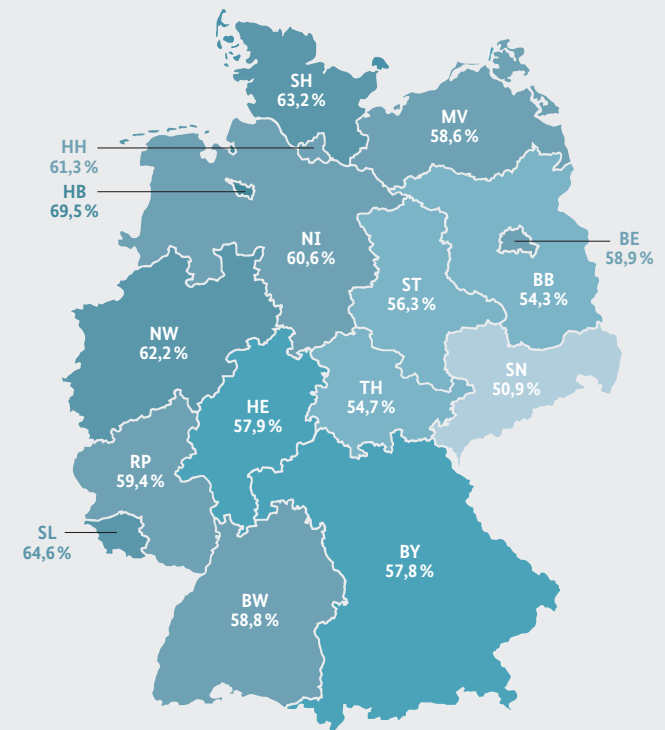 SH
63,2 %
MV
58,6 %
HH
61,3 %
HB
69,5 %
NI
60,6 %
BE
58,9 %
ST
56,3 %
BB
54,3 %
NW
62,2 %
SN
50,9 %
TH
54,7 %
HE
57,9 %
RP
59,4 %
SL
64,6 %
BY
57,8 %
BW
58,8 %